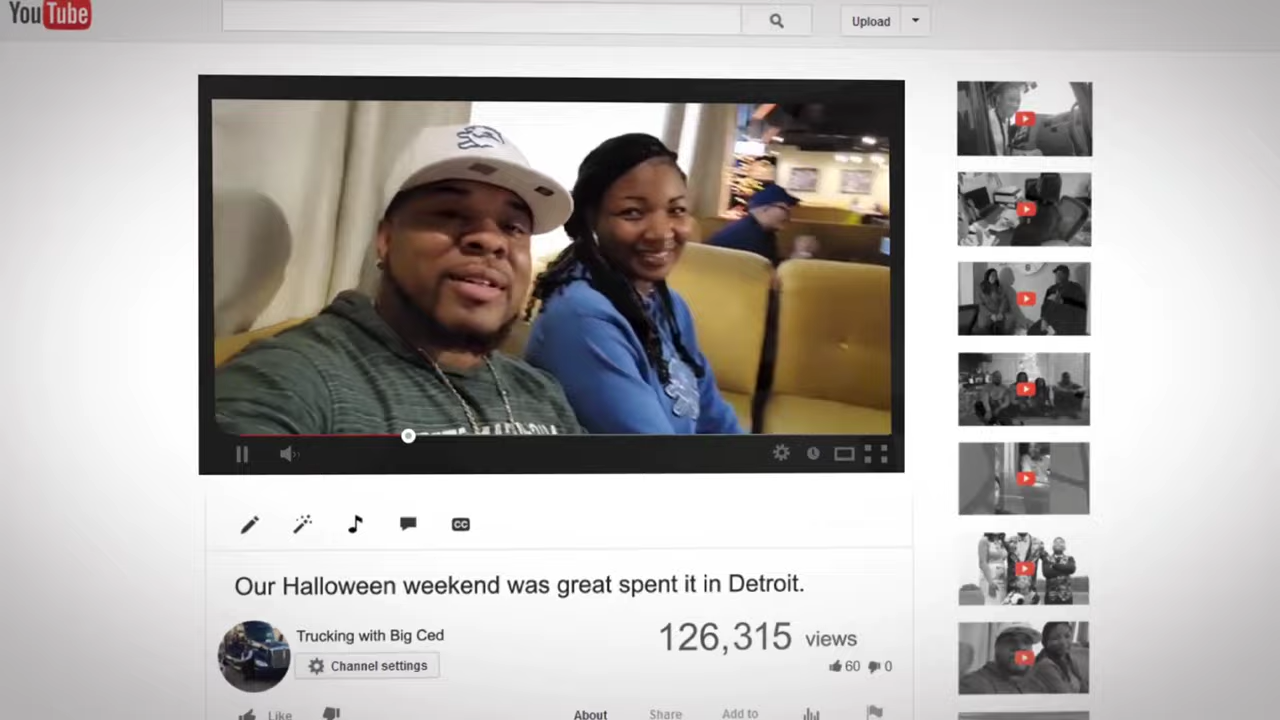 YouTube
Upload
CC
Our Halloween weekend was great spent it in Detroit.
Trucking with Big Ced
Channel settings
126,315 views
60 0
Like
About
Share
Add to